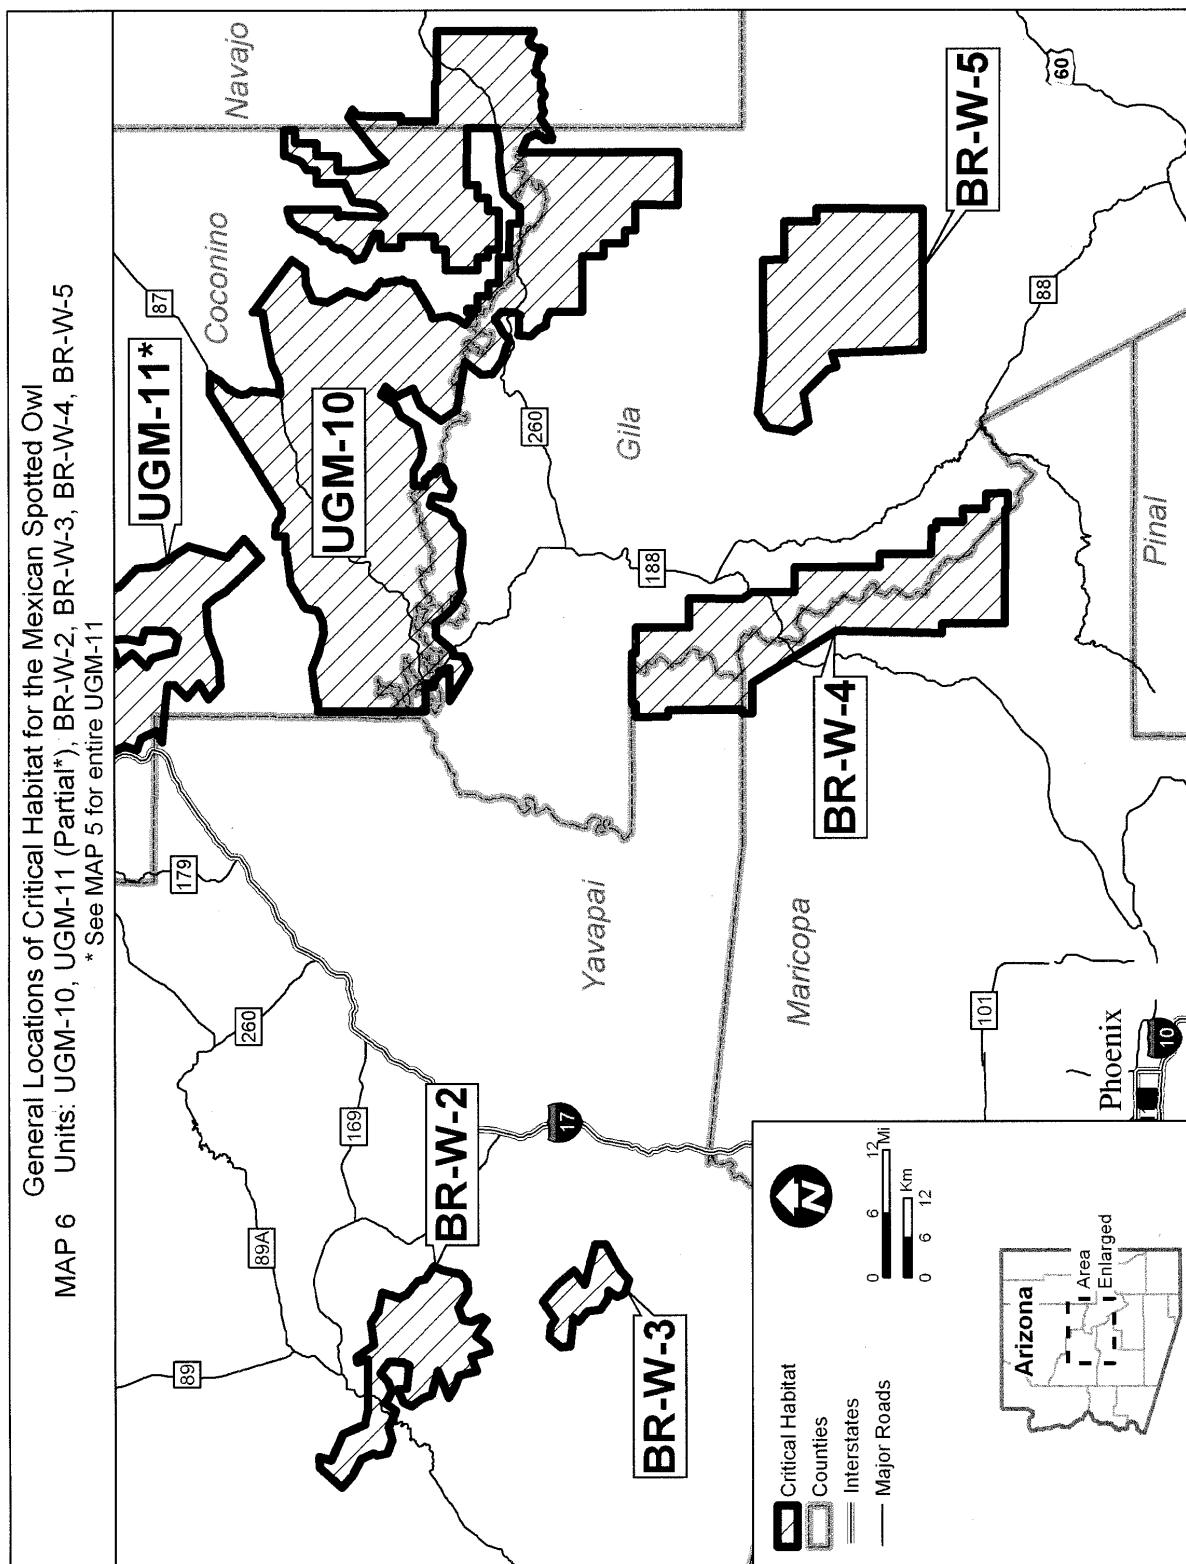 General Locations of Critical Habitat for the Mexican Spotted Owl
MAP 6 Units: UGM-10, UGM-11 (Partial*), BR-W-2, BR-W-3, BR-W-4, BR-W-5
* See MAP 5 for entire UGM-11
89
89A
260
179
169
87
UGM-11*
Coconino
Navajo
UGM-10
BR-W-2
17
260
Gila
Yavapai
188
BR-W-3
BR-W-4
BR-W-5
Maricopa
101
88
60
Phoenix
10
Pinal
Critical Habitat
Counties
Interstates
Major Roads
N
0 6 12 Mi
Km
0 6 12
Arizona
Area
Enlarged